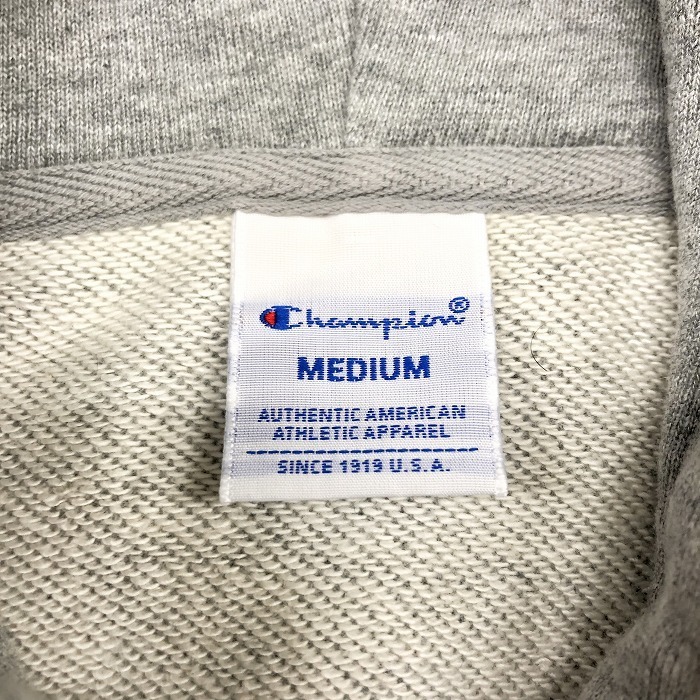 Champion®
MEDIUM
AUTHENTIC AMERICAN
ATHLETIC APPAREL
SINCE 1919 U.S.A.